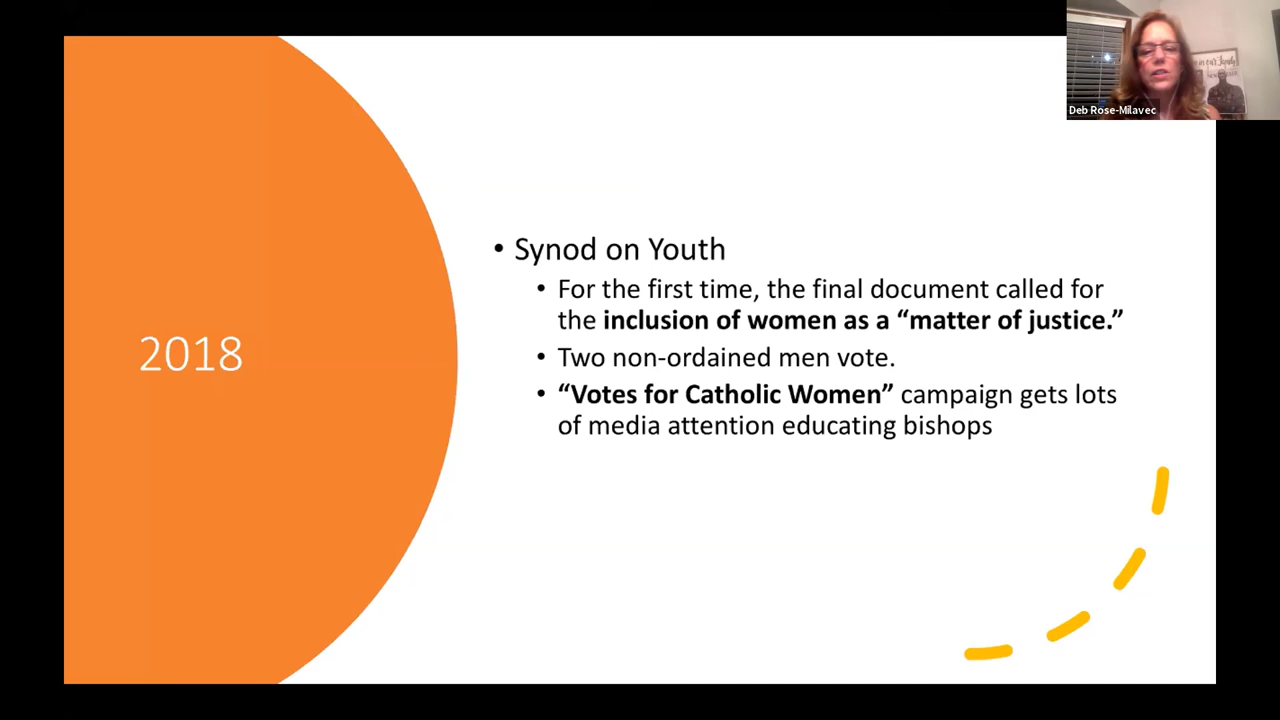 Deb Rose-Milavec
2018
• Synod on Youth
• For the first time, the final document called for
the inclusion of women as a “matter of justice.”
• Two non-ordained men vote.
• “Votes for Catholic Women” campaign gets lots
of media attention educating bishops